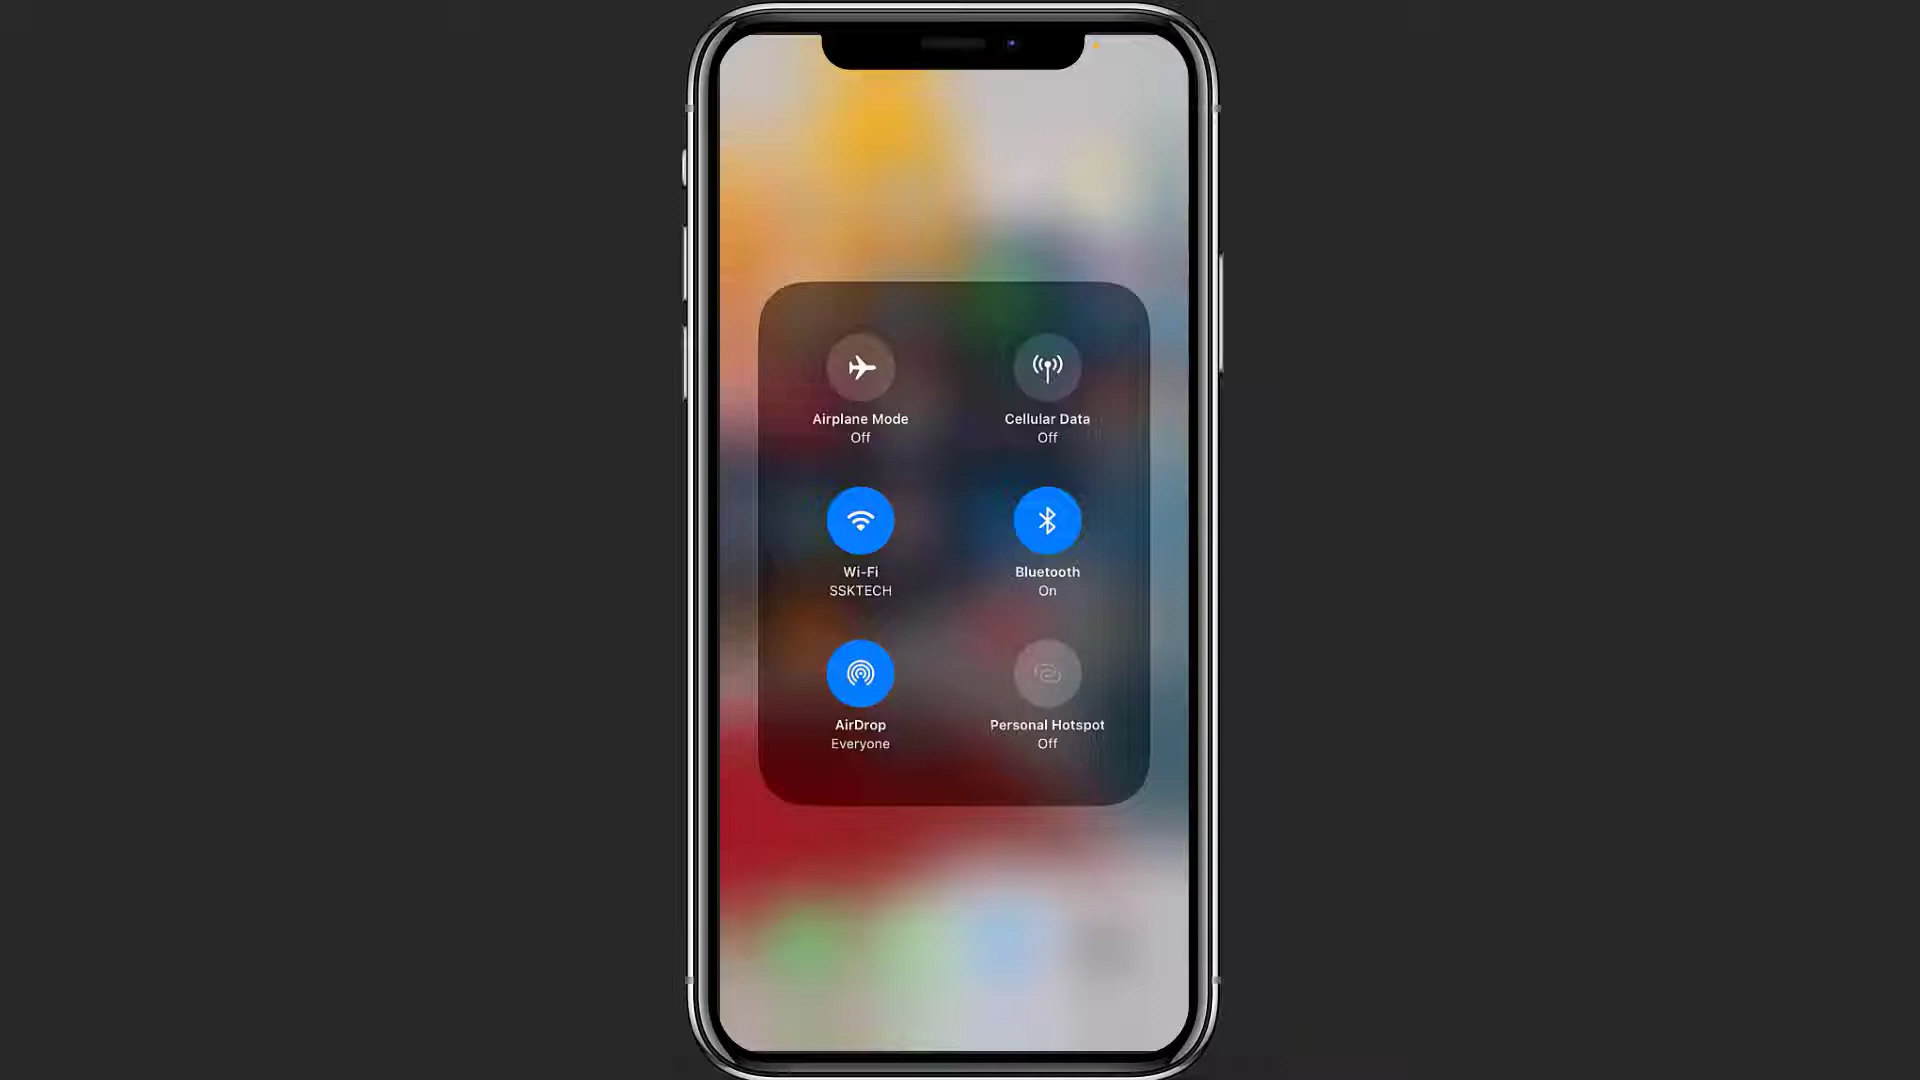 Airplane Mode
Off
Cellular Data
Off
Wi-Fi
SSKTECH
Bluetooth
On
AirDrop
Everyone
Personal Hotspot
Off